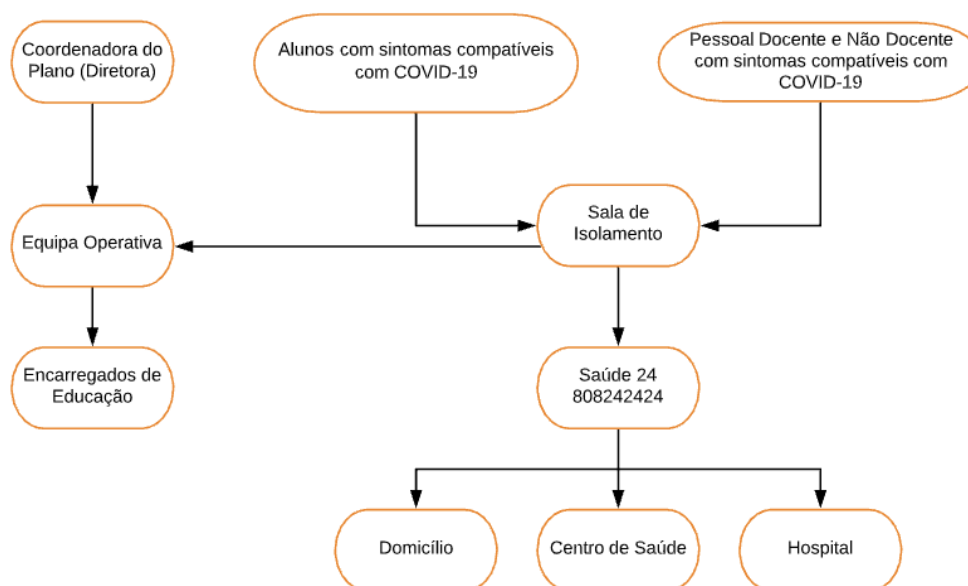 Coordenadora do
Plano (Diretora)
Alunos com sintomas compatíveis
com COVID-19
Pessoal Docente e Não Docente
com sintomas compatíveis com
COVID-19
Equipa Operativa
Sala de
Isolamento
Encarregados de
Educação
Saúde 24
808242424
Domicílio
Centro de Saúde
Hospital